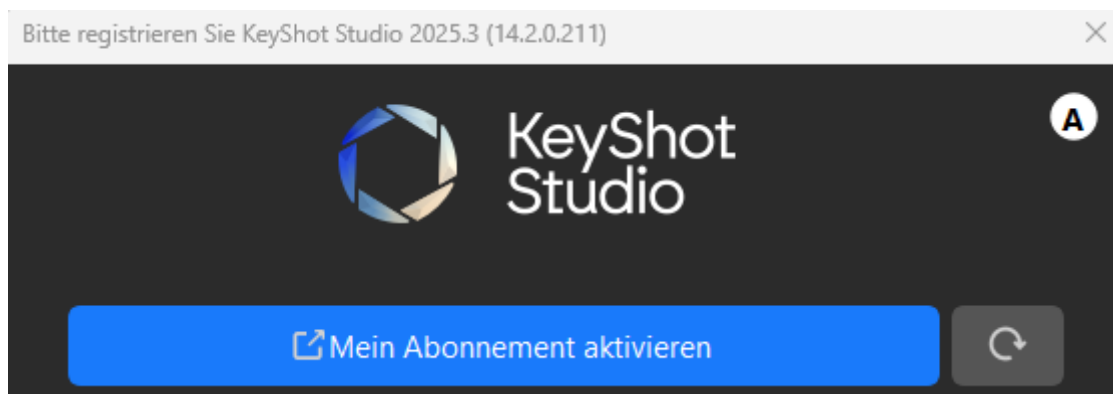 Bitte registrieren Sie KeyShot Studio 2025.3 (14.2.0.211)
A
KeyShot
Studio
Mein Abonnement aktivieren